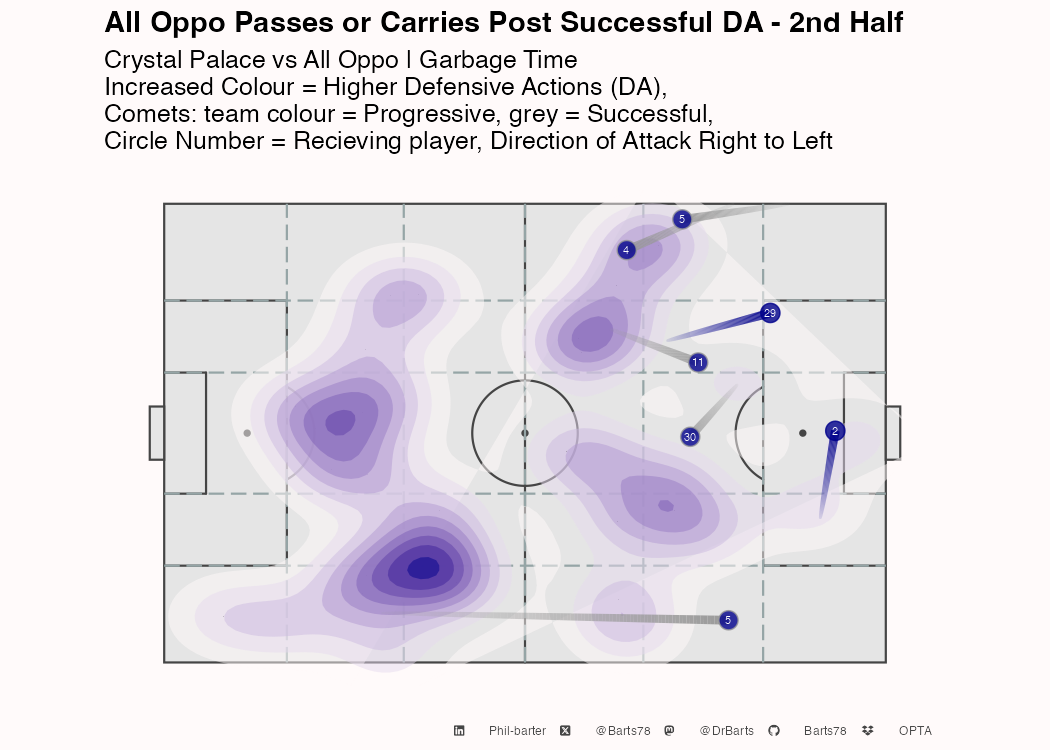 All Oppo Passes or Carries Post Successful DA - 2nd Half
Crystal Palace vs All Oppo | Garbage Time
Increased Colour = Higher Defensive Actions (DA),
Comets: team colour = Progressive, grey = Successful,
Circle Number = Recieving player, Direction of Attack Right to Left
5
4
29
11
2
30
5
Phil-barter @Barts78 @DrBarts Barts78 OPTA